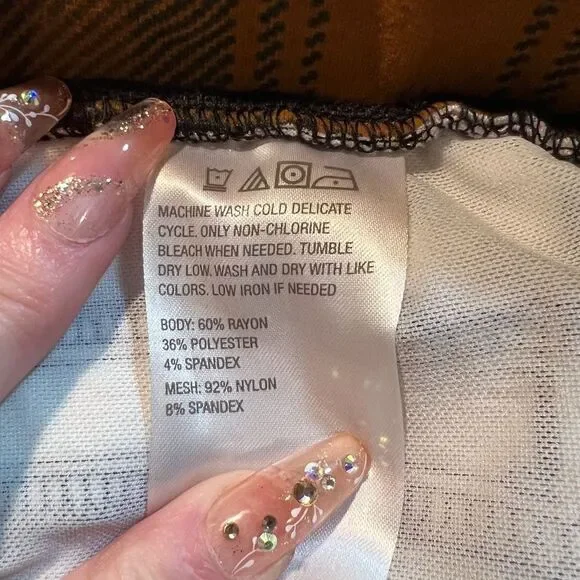 MACHINE WASH COLD DELICATE
CYCLE. ONLY NON-CHLORINE
BLEACH WHEN NEEDED. TUMBLE
DRY LOW. WASH AND DRY WITH LIKE
COLORS. LOW IRON IF NEEDED
BODY: 60% RAYON
36% POLYESTER
4% SPANDEX
MESH: 92% NYLON
8% SPANDEX